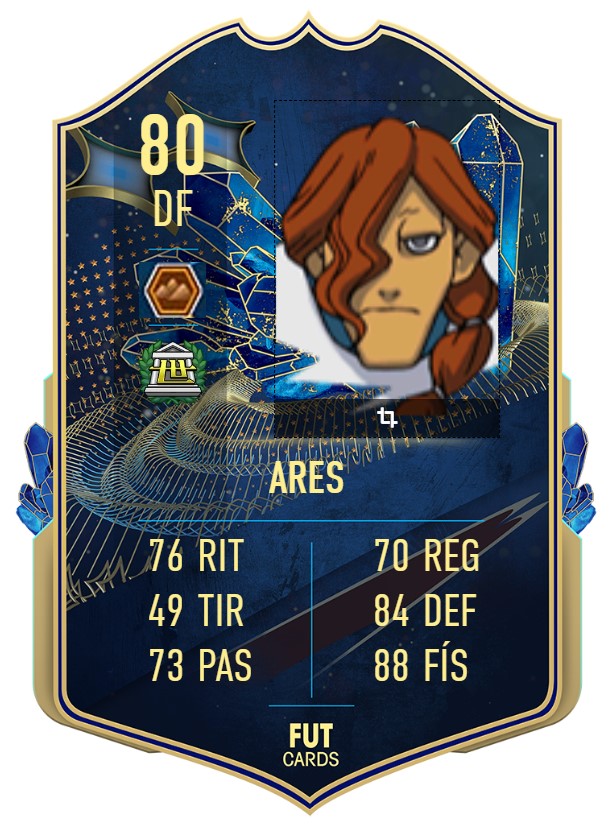 80
DF
ARES
76 RIT
70 REG
49 TIR
84 DEF
73 PAS
88 FÍS
FUT
CARDS